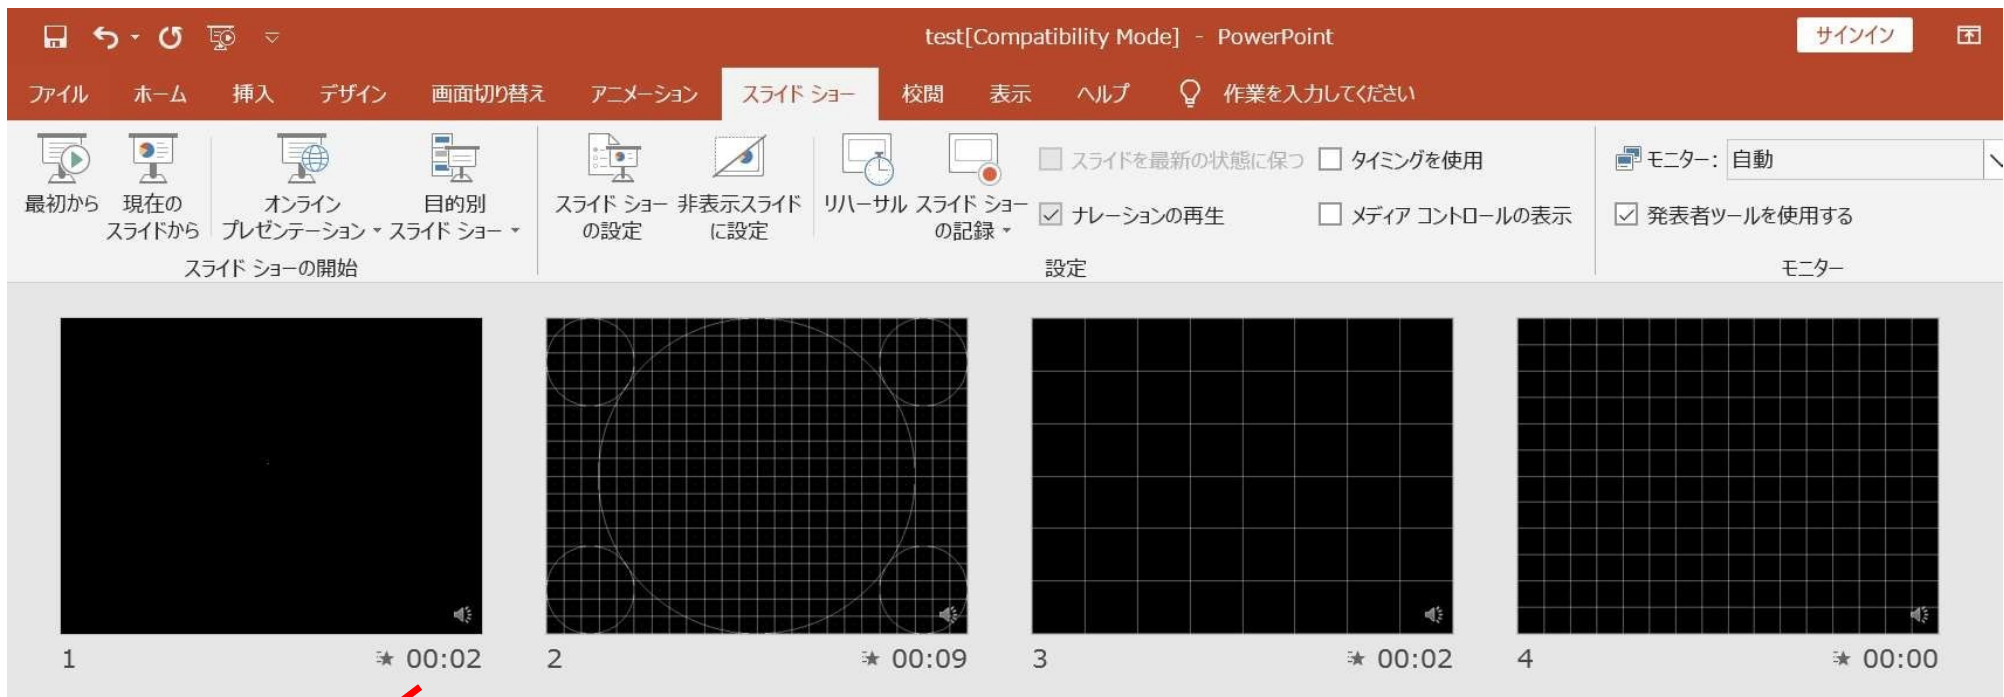 test[Compatibility Mode] - PowerPoint
サインイン
ファイル ホーム 挿入 デザイン 画面切り替え アニメーション スライド ショー 校閲 表示 ヘルプ 作業を入力してください
最初から
現在の
スライドから
オンライン
プレゼンテーション
目的別
スライド ショー
スライド ショーの開始
スライド ショー
の設定
非表示スライド
に設定
リハーサル
スライド ショー
の記録
スライドを最新の状態に保つ
タイミングを使用
ナレーションの再生
メディア コントロールの表示
設定
モニター: 自動
発表者ツールを使用する
モニター
1 00:02
2 00:09
3 00:02
4 00:00